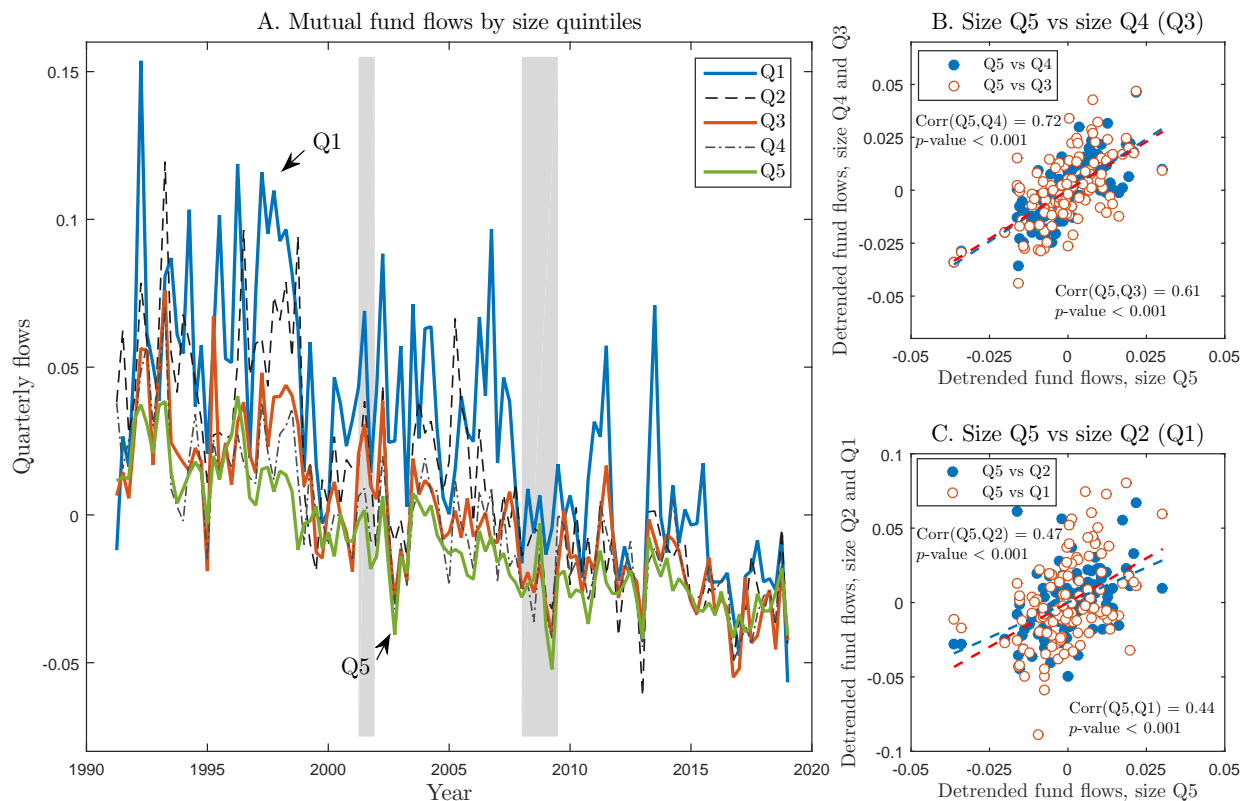 A. Mutual fund flows by size quintiles
0.15
0.1
0.05
0
-0.05
Quarterly flows
1990
1995
2000
2005
2010
2015
2020
Year
Q1
Q2
Q3
Q4
Q5
Q1
Q5
B. Size Q5 vs size Q4 (Q3)
Q5 vs Q4
Q5 vs Q3
Corr(Q5,Q4) = 0.72
p-value < 0.001
Corr(Q5,Q3) = 0.61
p-value < 0.001
0.05
0.025
0
-0.025
-0.05
Detrended fund flows, size Q4 and Q3
-0.05
-0.025
0
0.025
0.05
Detrended fund flows, size Q5
C. Size Q5 vs size Q2 (Q1)
Q5 vs Q2
Q5 vs Q1
Corr(Q5,Q2) = 0.47
p-value < 0.001
Corr(Q5,Q1) = 0.44
p-value < 0.001
0.1
0.05
0
-0.05
-0.1
Detrended fund flows, size Q2 and Q1
-0.05
-0.025
0
0.025
0.05
Detrended fund flows, size Q5